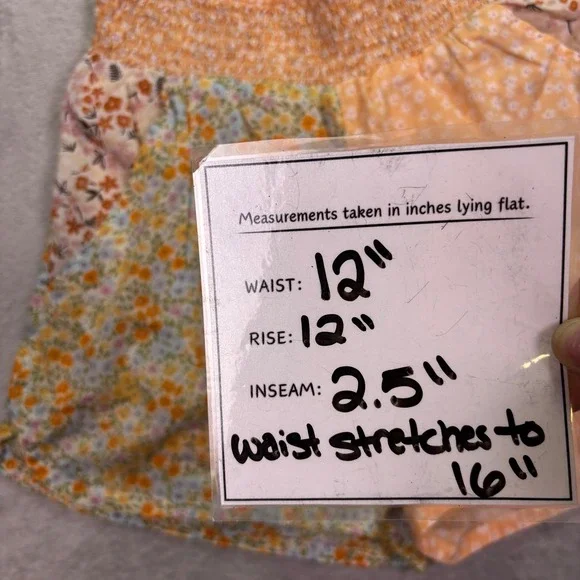 Measurements taken in inches lying flat.
WAIST: 12"
RISE: 12"
INSEAM: 2.5"
waist stretches to
16"